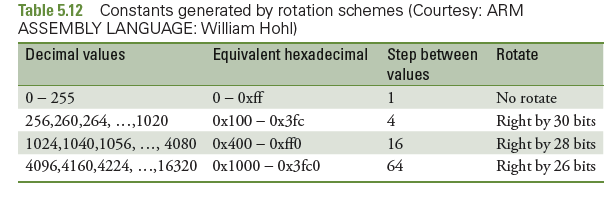 Table 5.12 Constants generated by rotation schemes (Courtesy: ARM
ASSEMBLY LANGUAGE: William Hohl)
Decimal values Equivalent hexadecimal Step between Rotate
values
0 – 255 0 – 0xff 1 No rotate
256,260,264, ...,1020 0x100 – 0x3fc 4 Right by 30 bits
1024,1040,1056, ..., 4080 0x400 – 0xff0 16 Right by 28 bits
4096,4160,4224, ...,16320 0x1000 – 0x3fc0 64 Right by 26 bits